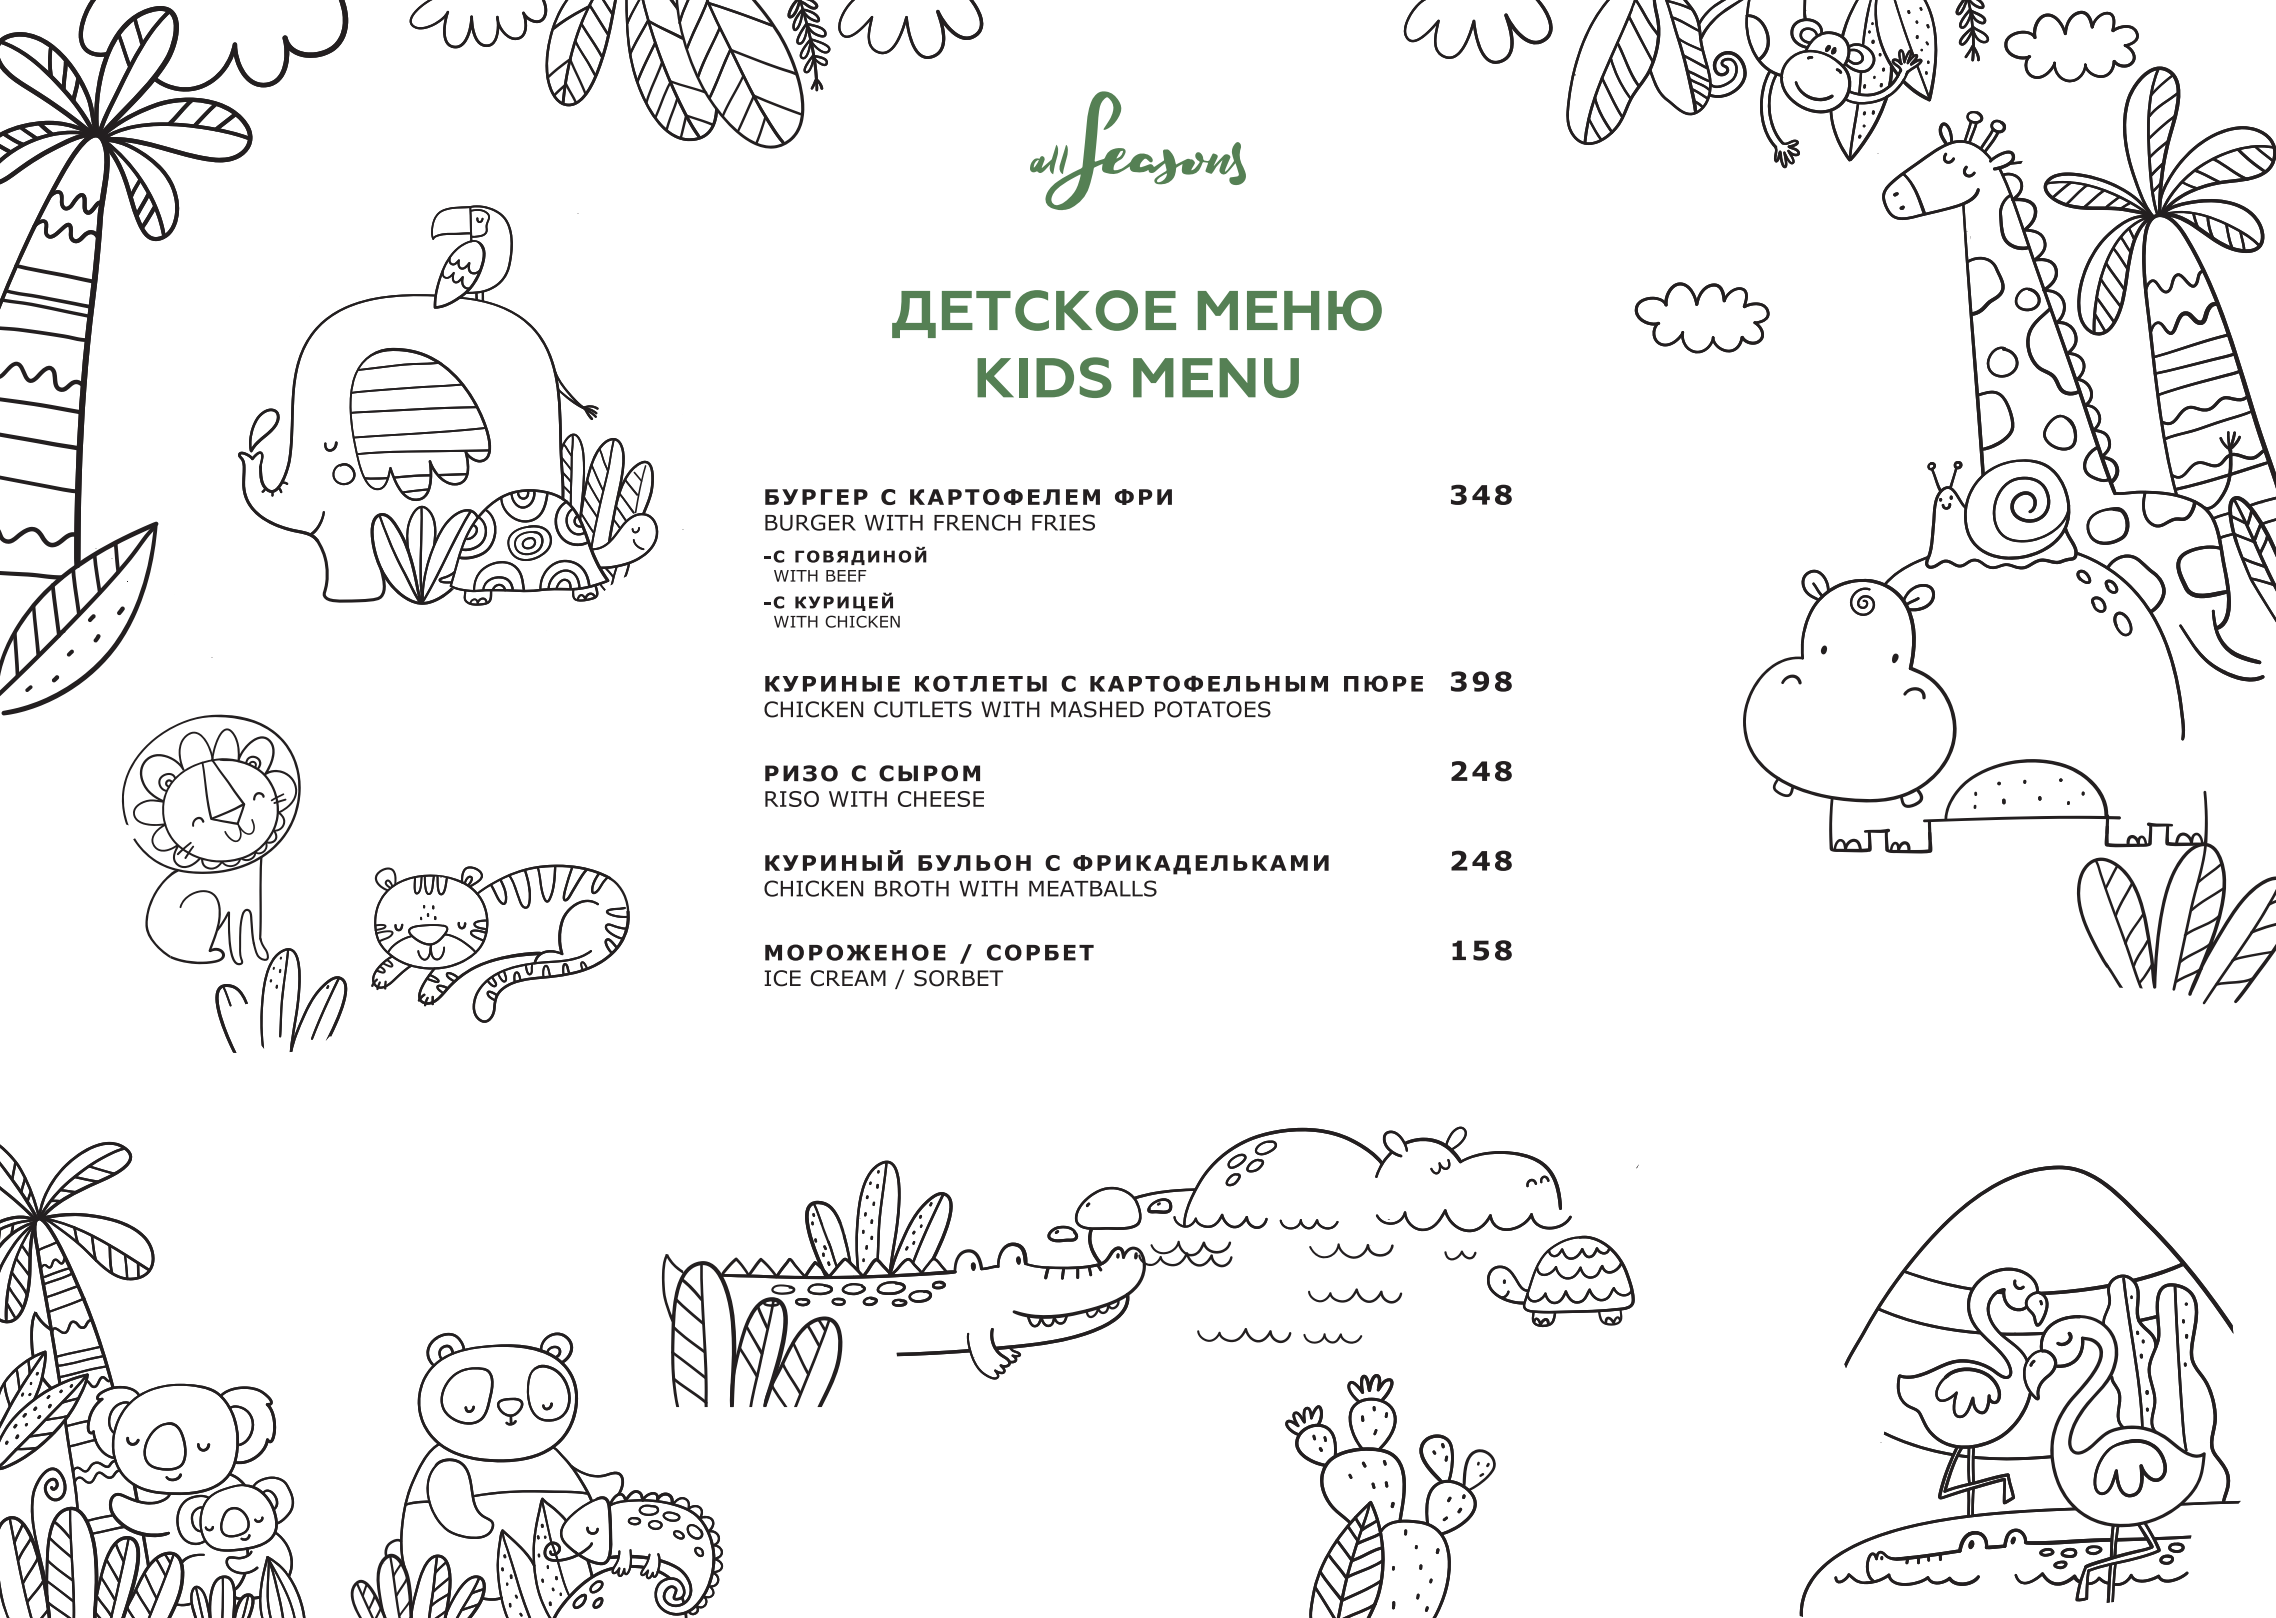 all Seasons
ДЕТСКОЕ МЕНЮ
KIDS MENU
БУРГЕР С КАРТОФЕЛЕМ ФРИ 348
BURGER WITH FRENCH FRIES
-С ГОВЯДИНОЙ
WITH BEEF
-С КУРИЦЕЙ
WITH CHICKEN
КУРИНЫЕ КОТЛЕТЫ С КАРТОФЕЛЬНЫМ ПЮРЕ 398
CHICKEN CUTLETS WITH MASHED POTATOES
РИЗО С СЫРОМ 248
RISO WITH CHEESE
КУРИНЫЙ БУЛЬОН С ФРИКАДЕЛЬКАМИ 248
CHICKEN BROTH WITH MEATBALLS
МОРОЖЕНОЕ / СОРБЕТ 158
ICE CREAM / SORBET